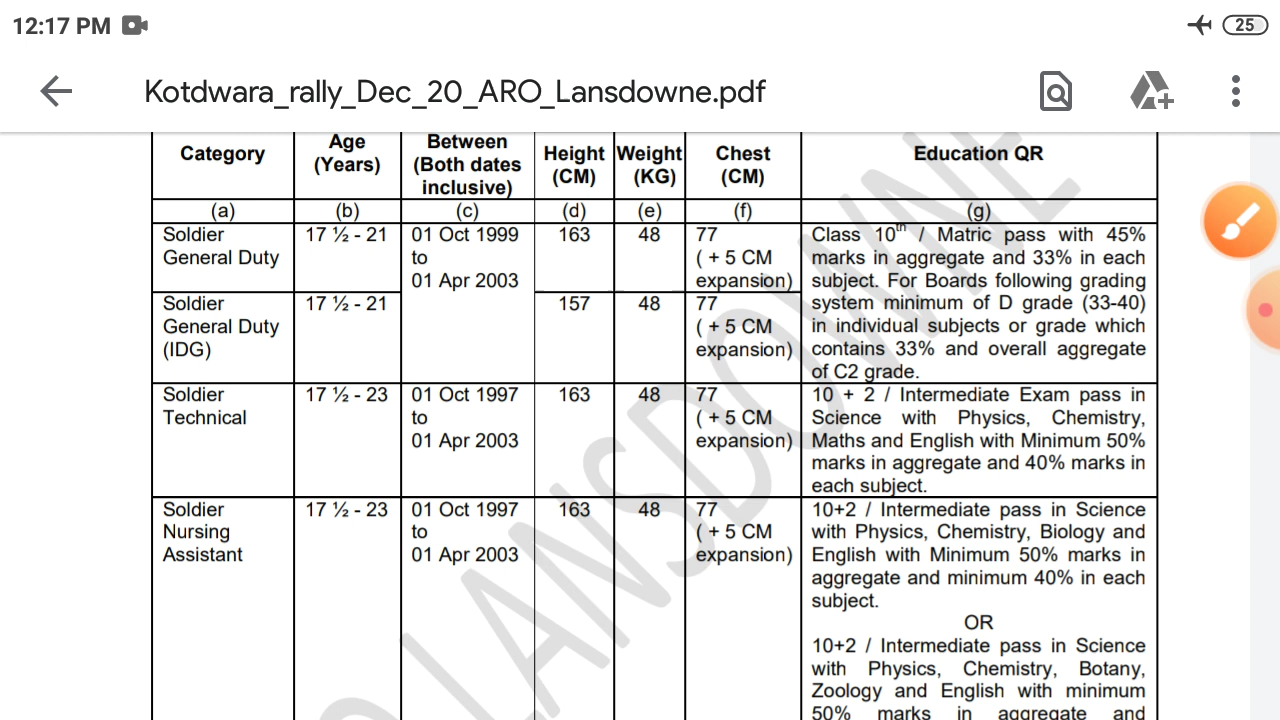 12:17 PM
25
Kotdwara_rally_Dec_20_ARO_Lansdowne.pdf
Category
Age
(Years)
Between
(Both dates
inclusive)
Height
(CM)
Weight
(KG)
Chest
(CM)
Education QR
(a)
(b)
(c)
(d)
(e)
(f)
(g)
Soldier
General Duty
17 ½ - 21
01 Oct 1999
to
01 Apr 2003
163
48
77
( + 5 CM
expansion)
Class 10th / Matric pass with 45%
marks in aggregate and 33% in each
subject. For Boards following grading
system minimum of D grade (33-40)
in individual subjects or grade which
contains 33% and overall aggregate
of C2 grade.
Soldier
General Duty
(IDG)
17 ½ - 21
157
48
77
( + 5 CM
expansion)
Soldier
Technical
17 ½ - 23
01 Oct 1997
to
01 Apr 2003
163
48
77
( + 5 CM
expansion)
10 + 2 / Intermediate Exam pass in
Science with Physics, Chemistry,
Maths and English with Minimum 50%
marks in aggregate and 40% marks in
each subject.
Soldier
Nursing
Assistant
17 ½ - 23
01 Oct 1997
to
01 Apr 2003
163
48
77
( + 5 CM
expansion)
10+2 / Intermediate pass in Science
with Physics, Chemistry, Biology and
English with Minimum 50% marks in
aggregate and minimum 40% in each
subject.
OR
10+2 / Intermediate pass in Science
with Physics, Chemistry, Botany,
Zoology and English with minimum
50% marks in aggregate and
LANSDOWNE